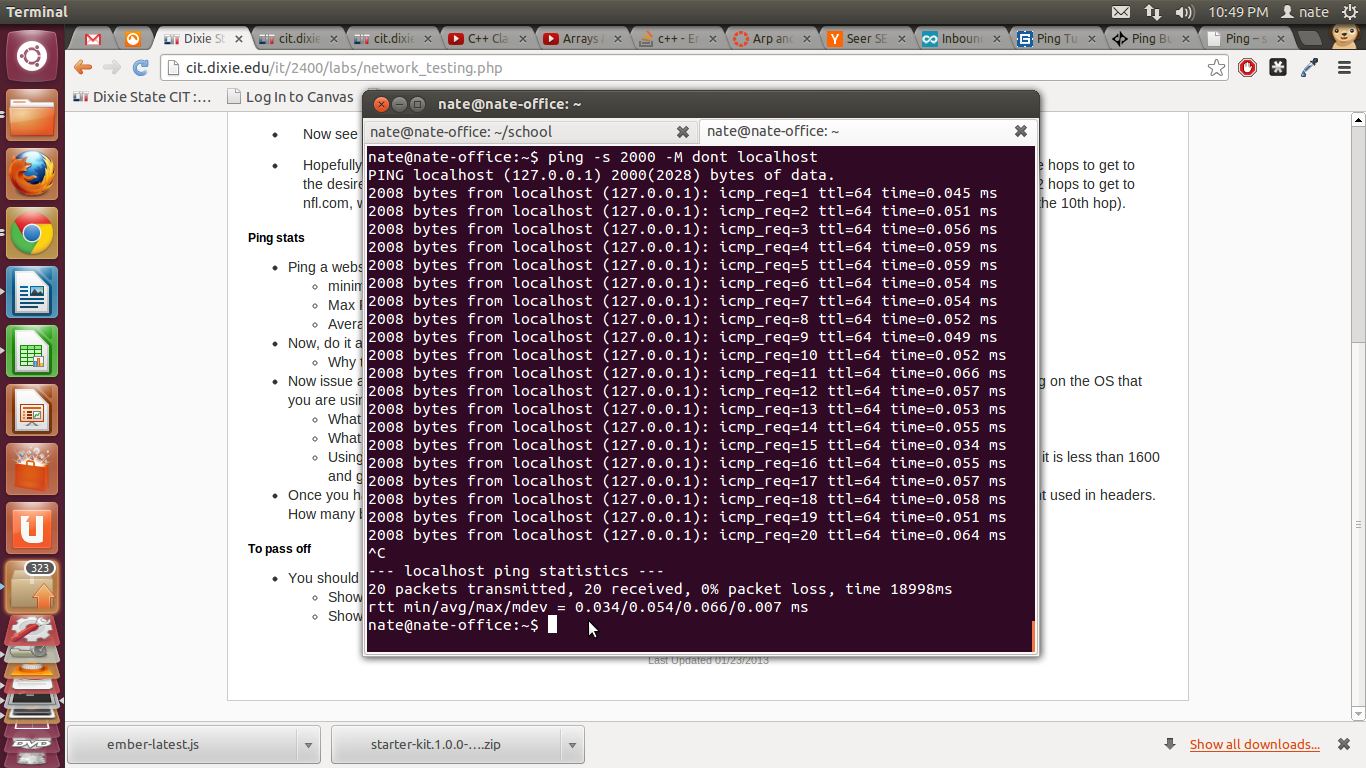 Terminal
10:49 PM
nate
Dixie St
cit.dixie
cit.dixie
C++ Cla
Arrays
c++ - Er
Arp and
Seer SE
Inboun
Ping Tu
Ping Bu
Ping – s
cit.dixie.edu/it/2400/labs/network_testing.php
Dixie State CIT :...
Log In to Canvas
nate@nate-office: ~
nate@nate-office: ~/school
nate@nate-office: ~
Now see
Hopefully
the desire
nfl.com, w
e hops to get to
2 hops to get to
he 10th hop).
Ping stats
Ping a webs
minim
Max R
Avera
Now, do it a
Why t
Now issue a
you are usin
What
What
Using
and g
Once you ha
How many b
g on the OS that
it is less than 1600
nt used in headers.
To pass off
You should
Show
Show
nate@nate-office:~$ ping -s 2000 -M dont localhost
PING localhost (127.0.0.1) 2000(2028) bytes of data.
2008 bytes from localhost (127.0.0.1): icmp_req=1 ttl=64 time=0.045 ms
2008 bytes from localhost (127.0.0.1): icmp_req=2 ttl=64 time=0.051 ms
2008 bytes from localhost (127.0.0.1): icmp_req=3 ttl=64 time=0.056 ms
2008 bytes from localhost (127.0.0.1): icmp_req=4 ttl=64 time=0.059 ms
2008 bytes from localhost (127.0.0.1): icmp_req=5 ttl=64 time=0.059 ms
2008 bytes from localhost (127.0.0.1): icmp_req=6 ttl=64 time=0.054 ms
2008 bytes from localhost (127.0.0.1): icmp_req=7 ttl=64 time=0.054 ms
2008 bytes from localhost (127.0.0.1): icmp_req=8 ttl=64 time=0.052 ms
2008 bytes from localhost (127.0.0.1): icmp_req=9 ttl=64 time=0.049 ms
2008 bytes from localhost (127.0.0.1): icmp_req=10 ttl=64 time=0.052 ms
2008 bytes from localhost (127.0.0.1): icmp_req=11 ttl=64 time=0.066 ms
2008 bytes from localhost (127.0.0.1): icmp_req=12 ttl=64 time=0.057 ms
2008 bytes from localhost (127.0.0.1): icmp_req=13 ttl=64 time=0.053 ms
2008 bytes from localhost (127.0.0.1): icmp_req=14 ttl=64 time=0.055 ms
2008 bytes from localhost (127.0.0.1): icmp_req=15 ttl=64 time=0.034 ms
2008 bytes from localhost (127.0.0.1): icmp_req=16 ttl=64 time=0.055 ms
2008 bytes from localhost (127.0.0.1): icmp_req=17 ttl=64 time=0.057 ms
2008 bytes from localhost (127.0.0.1): icmp_req=18 ttl=64 time=0.058 ms
2008 bytes from localhost (127.0.0.1): icmp_req=19 ttl=64 time=0.051 ms
2008 bytes from localhost (127.0.0.1): icmp_req=20 ttl=64 time=0.064 ms
^C
--- localhost ping statistics ---
20 packets transmitted, 20 received, 0% packet loss, time 18998ms
rtt min/avg/max/mdev = 0.034/0.054/0.066/0.007 ms
nate@nate-office:~$
Last Updated 01/23/2013
323
ember-latest.js
starter-kit.1.0.0-....zip
Show all downloads...